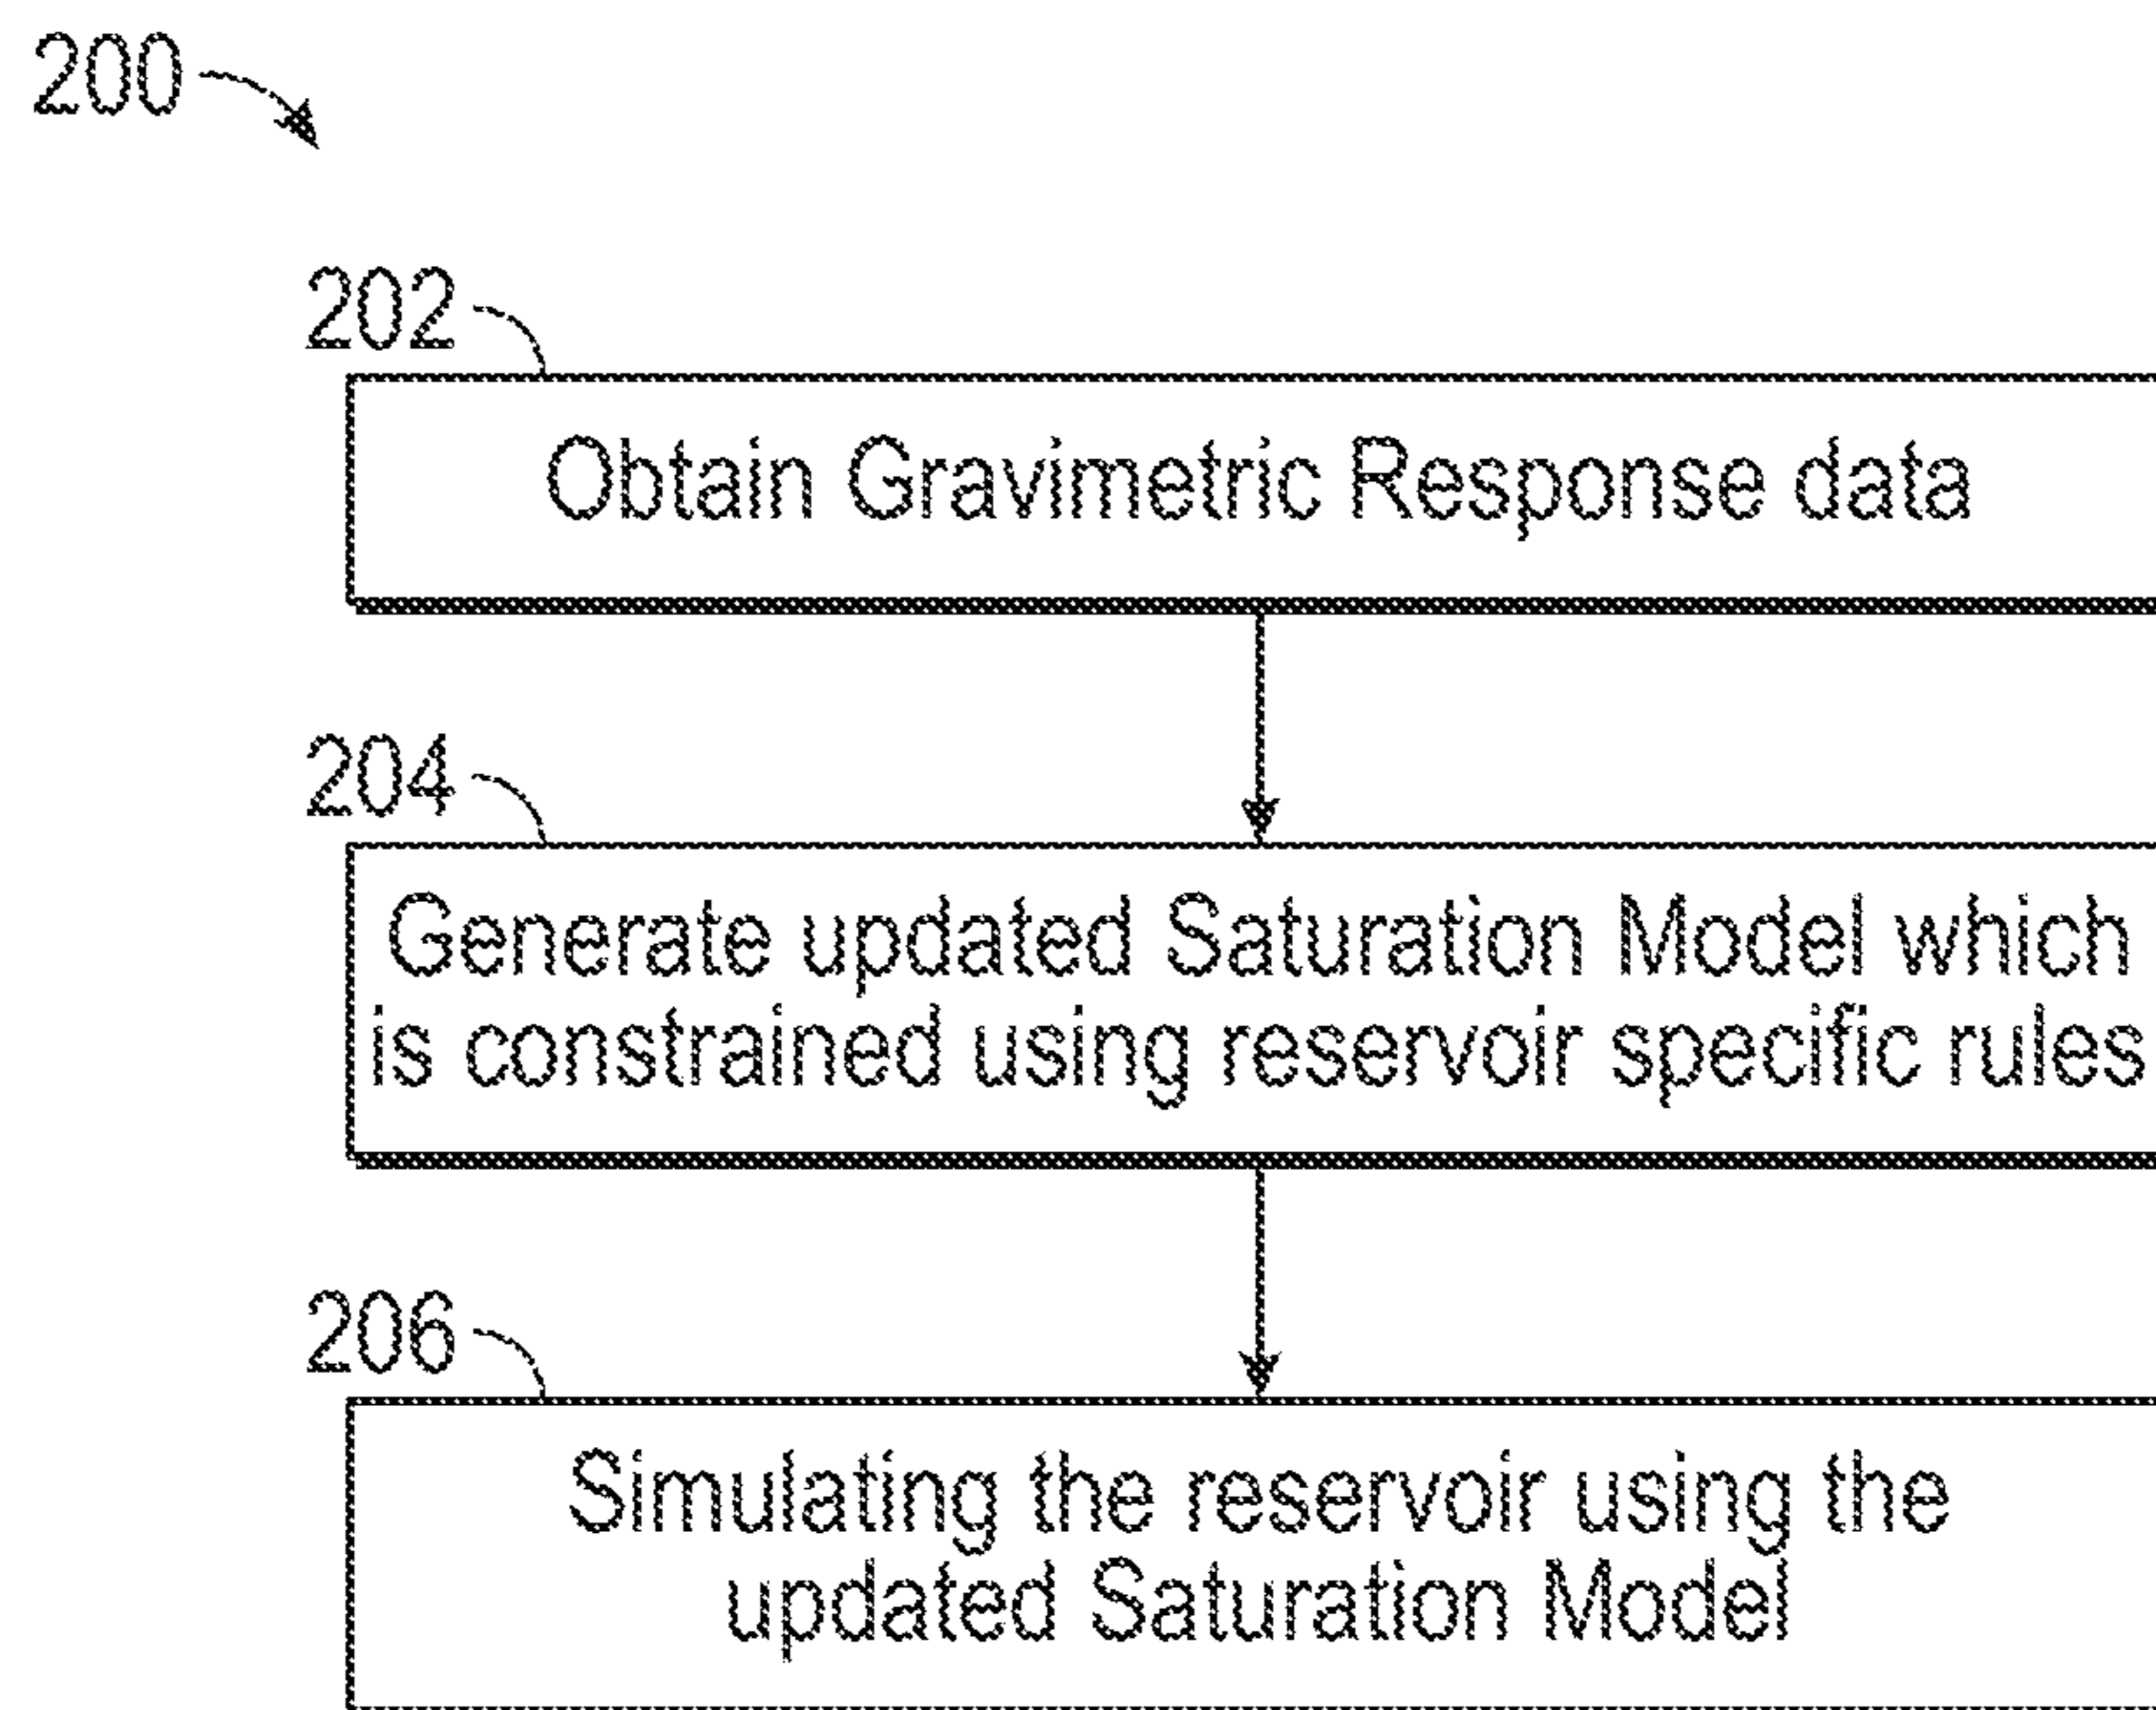 200
202
Obtain Gravimetric Response data
204
Generate updated Saturation Model which
is constrained using reservoir specific rules
206
Simulating the reservoir using the
updated Saturation Model